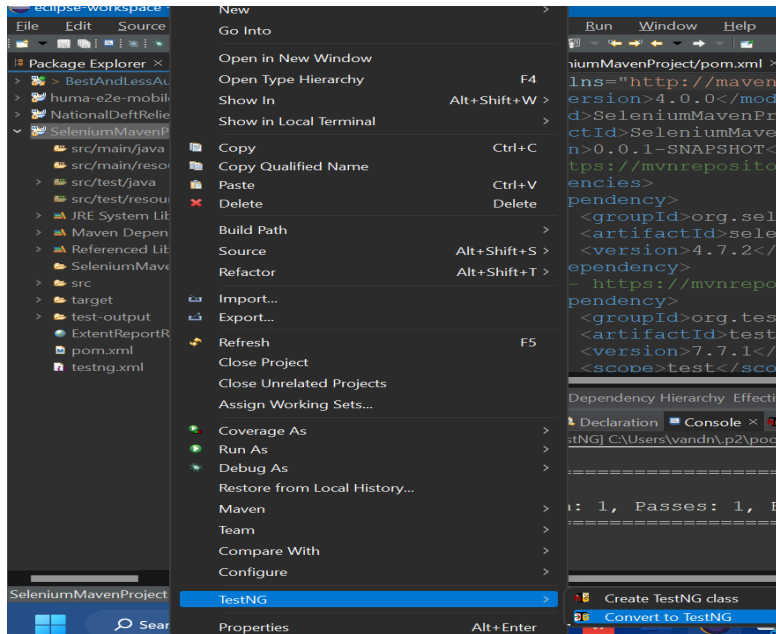 eclipse-workspace -
File Edit Source
Run Window Help
Package Explorer ×
> BestAndLessAu
huma-e2e-mobil
NationalDeftRelie
SeleniumMavenP
src/main/java
src/main/resou
src/test/java
src/test/resou
JRE System Lib
Maven Depen
Referenced Lib
SeleniumMave
src
target
test-output
ExtentReportR
pom.xml
testng.xml
SeleniumMavenProject
Sear
New >
Go Into
Open in New Window
Open Type Hierarchy F4
Show In Alt+Shift+W >
Show in Local Terminal >
Copy Ctrl+C
Copy Qualified Name
Paste Ctrl+V
Delete Delete
Build Path >
Source Alt+Shift+S >
Refactor Alt+Shift+T >
Import...
Export...
Refresh F5
Close Project
Close Unrelated Projects
Assign Working Sets...
Coverage As >
Run As >
Debug As >
Restore from Local History...
Maven >
Team >
Compare With >
Configure >
TestNG >
Properties Alt+Enter
Create TestNG class
Convert to TestNG
niumMavenProject/pom.xml ×
lns="http://maven
ersion>4.0.0</mod
d>SeleniumMavenPr
ctId>SeleniumMave
n>0.0.1-SNAPSHOT<
tps://mvnreposito
encies>
pendency>
<groupId>org.sel
<artifactId>sele
<version>4.7.2</
ependency>
- https://mvnrepo
pendency>
<groupId>org.tes
<artifactId>test
<version>7.7.1</
<scope>test</sco
Dependency Hierarchy Effecti
Declaration Console ×
tNG] C:\Users\vandn\.p2\poo
: 1, Passes: 1, F